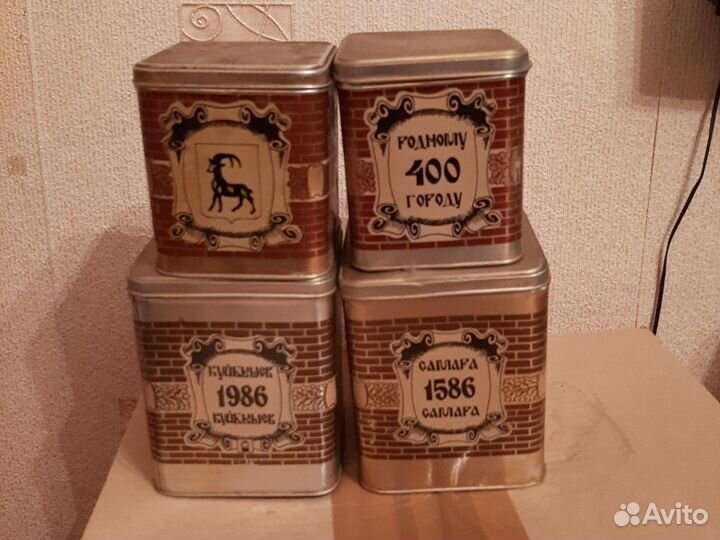 РОДНОМУ
400
ГОРОДУ
КУЙБЫШЕВ
1986
КУЙБЫШЕВ
САМАРА
1586
САМАРА
Avito